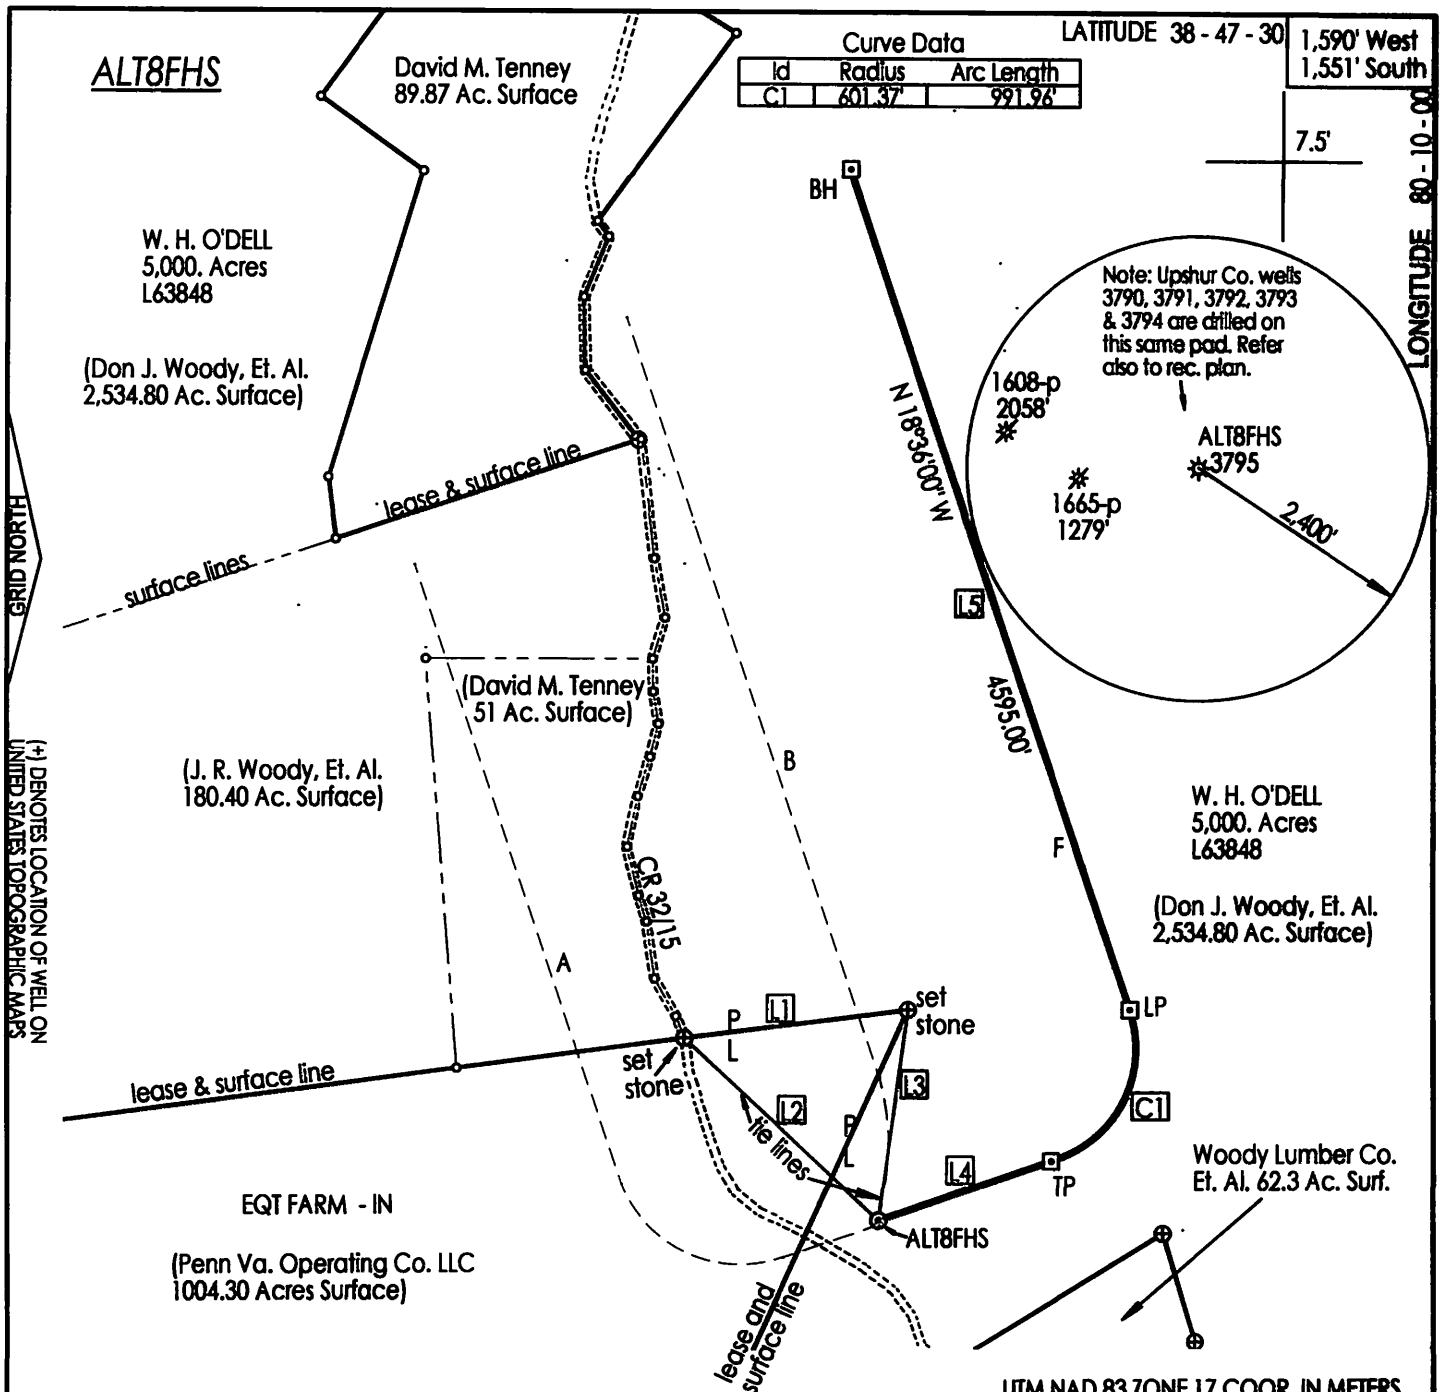 ALT8FHS
David M. Tenney
89.87 Ac. Surface
Curve Data
Id Radius Arc Length
C1 601.37' 991.96'
LATITUDE 38 - 47 - 30
1,590' West
1,551' South
LONGITUDE 80 - 10 - 00
7.5'
BH
W. H. O'DELL
5,000. Acres
L63848
(Don J. Woody, Et. Al.
2,534.80 Ac. Surface)
Note: Upshur Co. wells
3790, 3791, 3792, 3793
& 3794 are drilled on
this same pad. Refer
also to rec. plan.
1608-p
2058'
ALT8FHS
3795
1665-p
1279'
2,400'
N 18°36'00" W
lease & surface line
surface lines
GRID NORTH
L5
4595.00'
(David M. Tenney
51 Ac. Surface)
B
(J. R. Woody, Et. Al.
180.40 Ac. Surface)
(+) DENOTES LOCATION OF WELL ON
UNITED STATES TOPOGRAPHIC MAPS
W. H. O'DELL
5,000. Acres
L63848
F
CR 32/15
(Don J. Woody, Et. Al.
2,534.80 Ac. Surface)
A
L1
set
stone
LP
P
L
set
stone
lease & surface line
L3
L2
C1
tie lines
P
L
L4
TP
Woody Lumber Co.
Et. Al. 62.3 Ac. Surf.
EQT FARM - IN
ALT8FHS
(Penn Va. Operating Co. LLC
1004.30 Acres Surface)
lease and
surface line
UTM NAD 83 ZONE 17 COOR. IN METERS